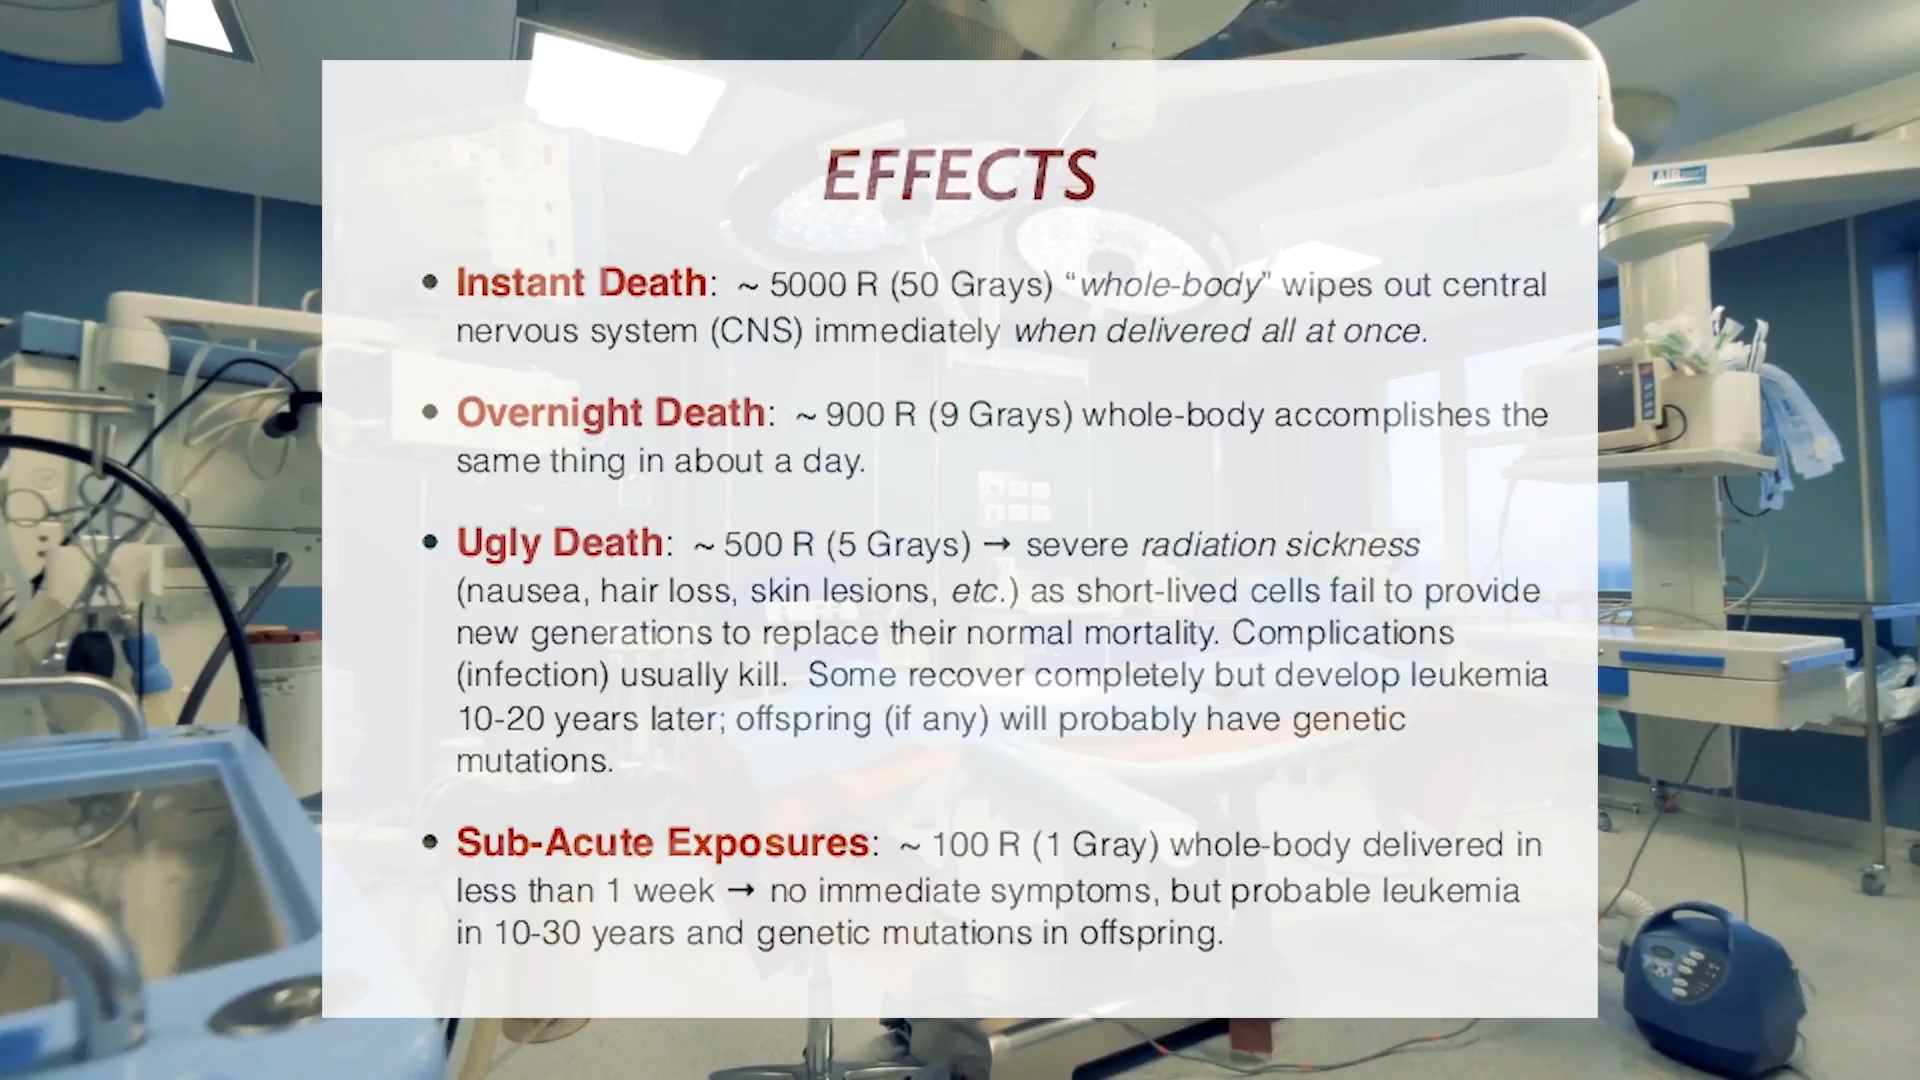 EFFECTS
• Instant Death: ~ 5000 R (50 Grays) “whole-body” wipes out central
nervous system (CNS) immediately when delivered all at once.
• Overnight Death: ~ 900 R (9 Grays) whole-body accomplishes the
same thing in about a day.
• Ugly Death: ~ 500 R (5 Grays) → severe radiation sickness
(nausea, hair loss, skin lesions, etc.) as short-lived cells fail to provide
new generations to replace their normal mortality. Complications
(infection) usually kill. Some recover completely but develop leukemia
10-20 years later; offspring (if any) will probably have genetic
mutations.
• Sub-Acute Exposures: ~ 100 R (1 Gray) whole-body delivered in
less than 1 week → no immediate symptoms, but probable leukemia
in 10-30 years and genetic mutations in offspring.